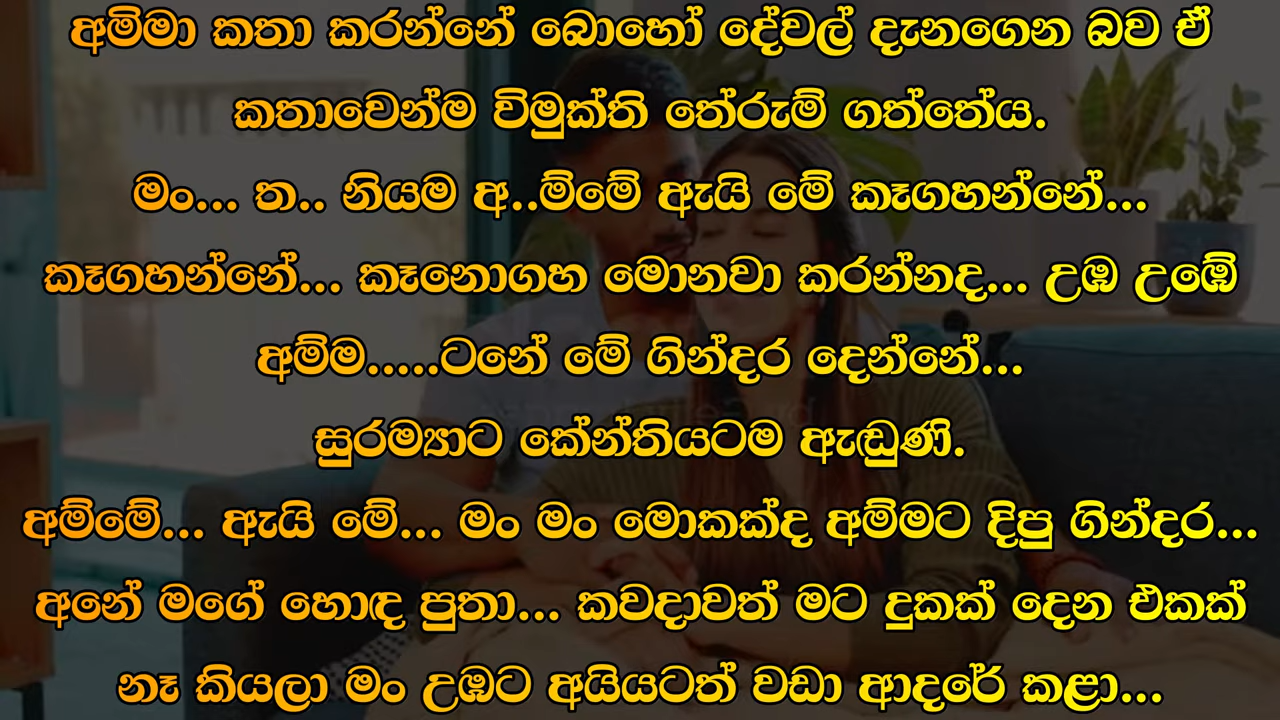 අම්මා කතා කරන්නේ බොහෝ දේවල් දැනගෙන බව ඒ
කතාවෙන්ම විමුක්ති තේරුම් ගත්තේය.
මං... ත.. නියම අ..ම්මේ ඇයි මේ කෑගහන්නේ...
කෑගහන්නේ... කෑනොගහ මොනවා කරන්නද... උඹ උඹේ
අම්ම.....ටනේ මේ ගින්දර දෙන්නේ...
සුරම්‍යාට කේන්තියටම ඇඬුණි.
අම්මේ... ඇයි මේ... මං මං මොකක්ද අම්මට දිපු ගින්දර...
අනේ මගේ හොඳ පුතා... කවදාවත් මට දුකක් දෙන එකක්
නෑ කියලා මං උඹට අයියටත් වඩා ආදරේ කළා...